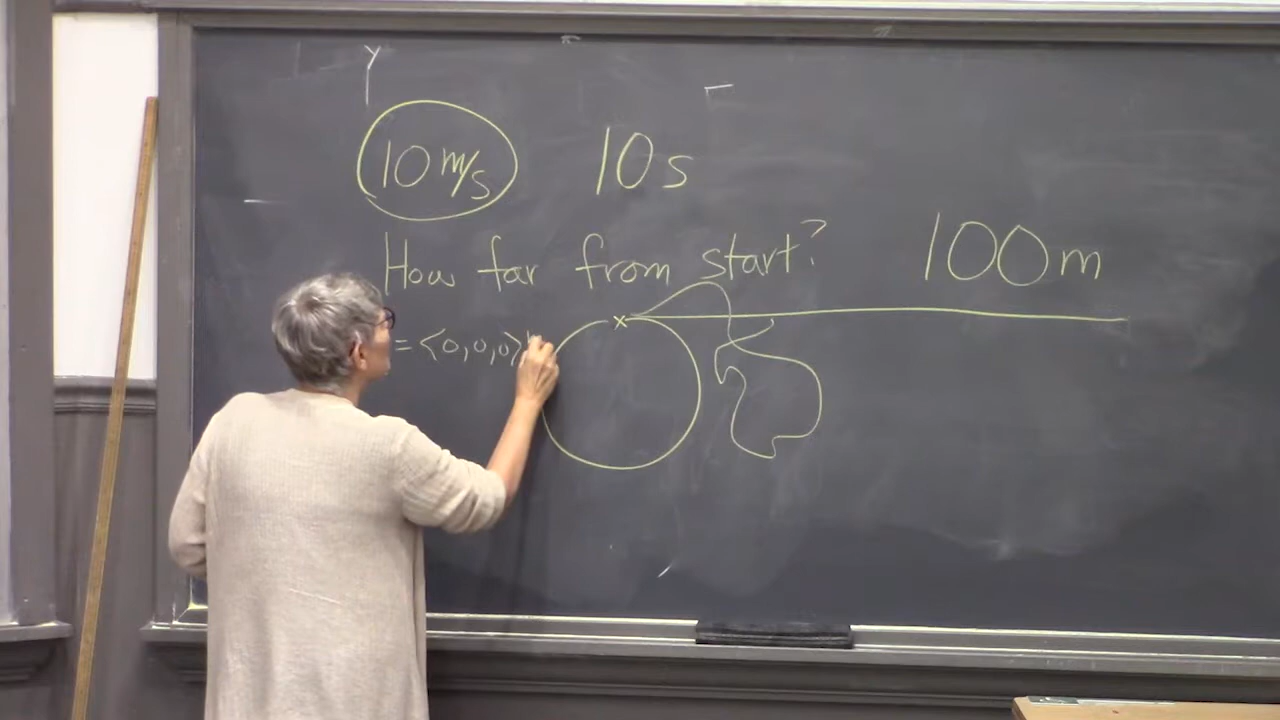 Y
10 m/s 10 s
How far from start? 100 m
= <0,0,0>
x